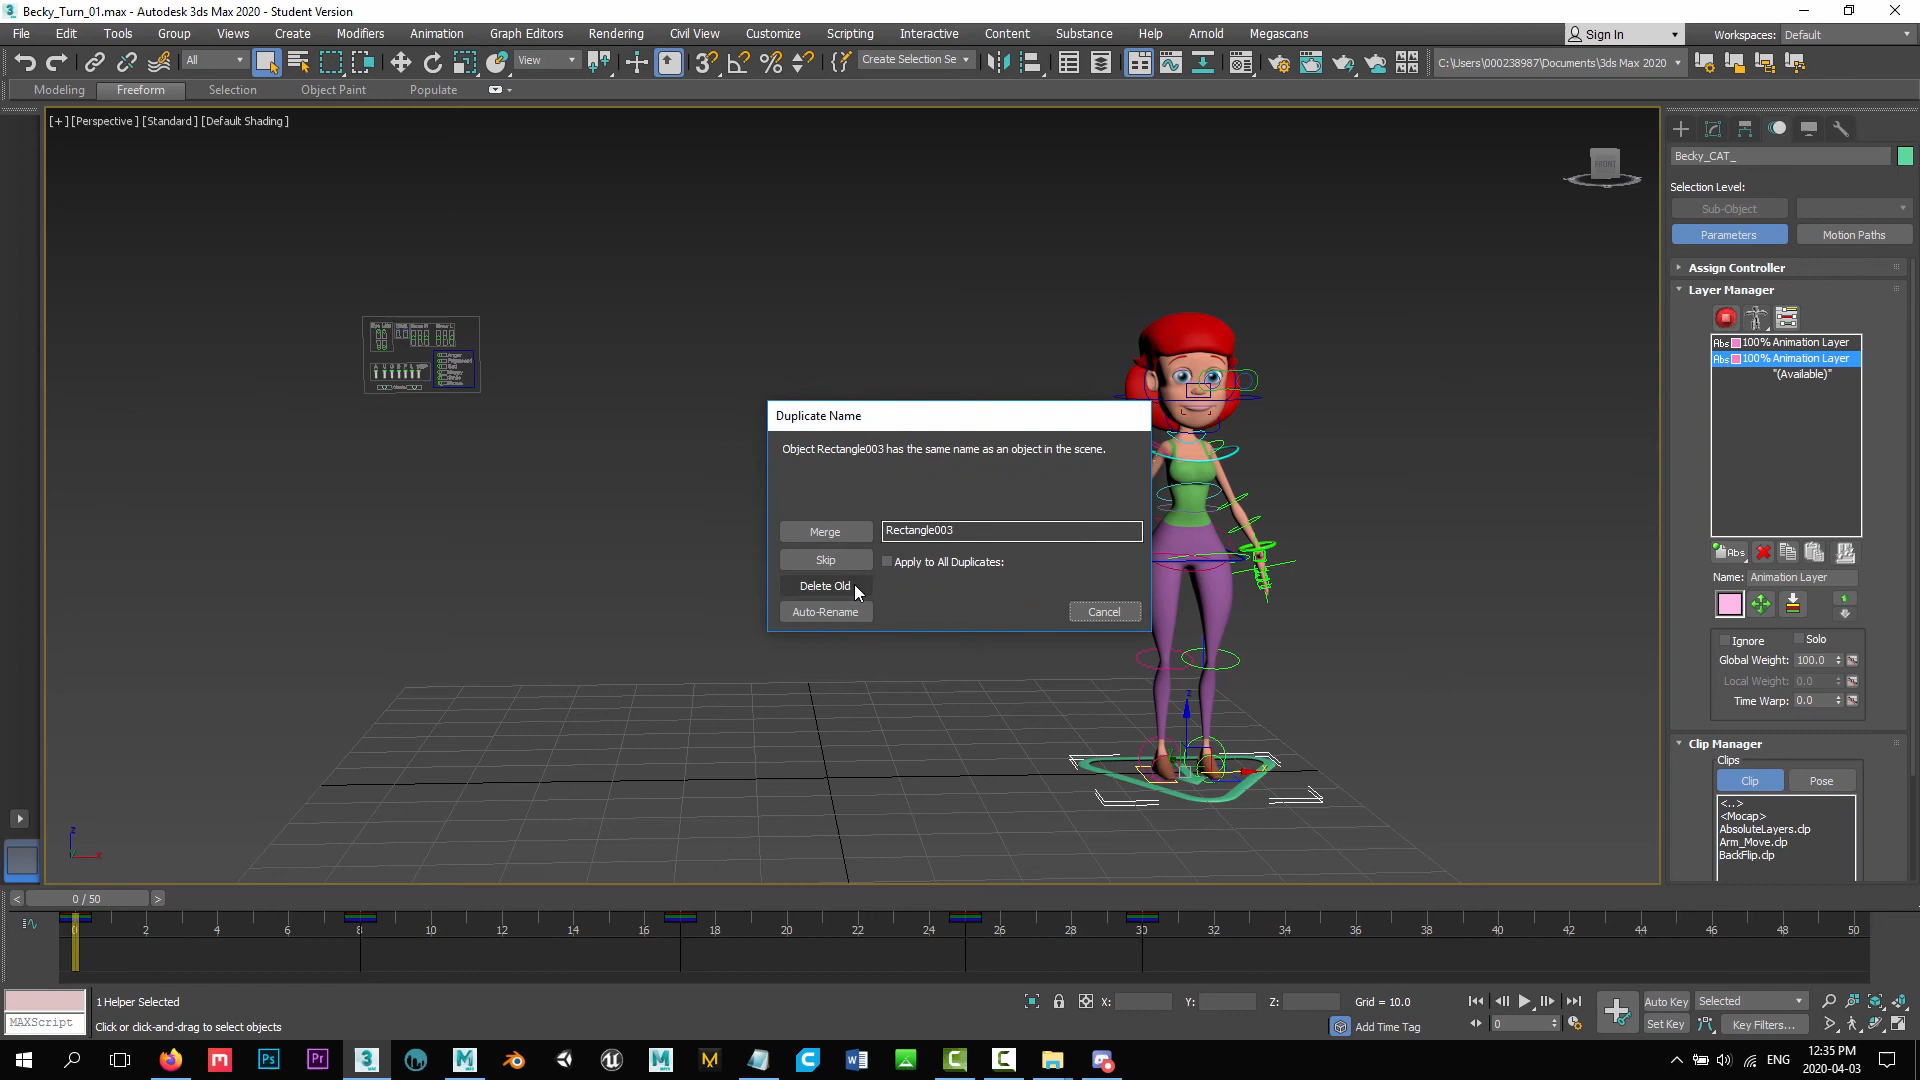 Becky_Turn_01.max - Autodesk 3ds Max 2020 - Student Version
File Edit Tools Group Views Create Modifiers Animation Graph Editors Rendering Civil View Customize Scripting Interactive Content Substance Help Arnold Megascans
Sign In
Workspaces: Default
All
View
Create Selection Se
C:\Users\000238987\Documents\3ds Max 2020
Modeling Freeform Selection Object Paint Populate
[+] [Perspective] [Standard] [Default Shading]
FRONT
Becky_CAT_
Selection Level:
Sub-Object
Parameters Motion Paths
Assign Controller
Layer Manager
Abs 100% Animation Layer
Abs 100% Animation Layer
"(Available)"
Abs
Name: Animation Layer
Ignore Solo
Global Weight: 100.0
Local Weight: 0.0
Time Warp: 0.0
Clip Manager
Clips
Clip Pose
<..>
<Mocap>
AbsoluteLayers.clp
Arm_Move.clp
BackFlip.clp
Duplicate Name
Object Rectangle003 has the same name as an object in the scene.
Merge Rectangle003
Skip Apply to All Duplicates:
Delete Old
Auto-Rename Cancel
z
x
z
x
< 0 / 50 >
0 2 4 6 8 10 12 14 16 18 20 22 24 26 28 30 32 34 36 38 40 42 44 46 48 50
1 Helper Selected
X: Y: Z: Grid = 10.0
Auto Key Selected
MAXScript
Click or click-and-drag to select objects
Add Time Tag
0
Set Key Key Filters...
ENG
12:35 PM
2020-04-03